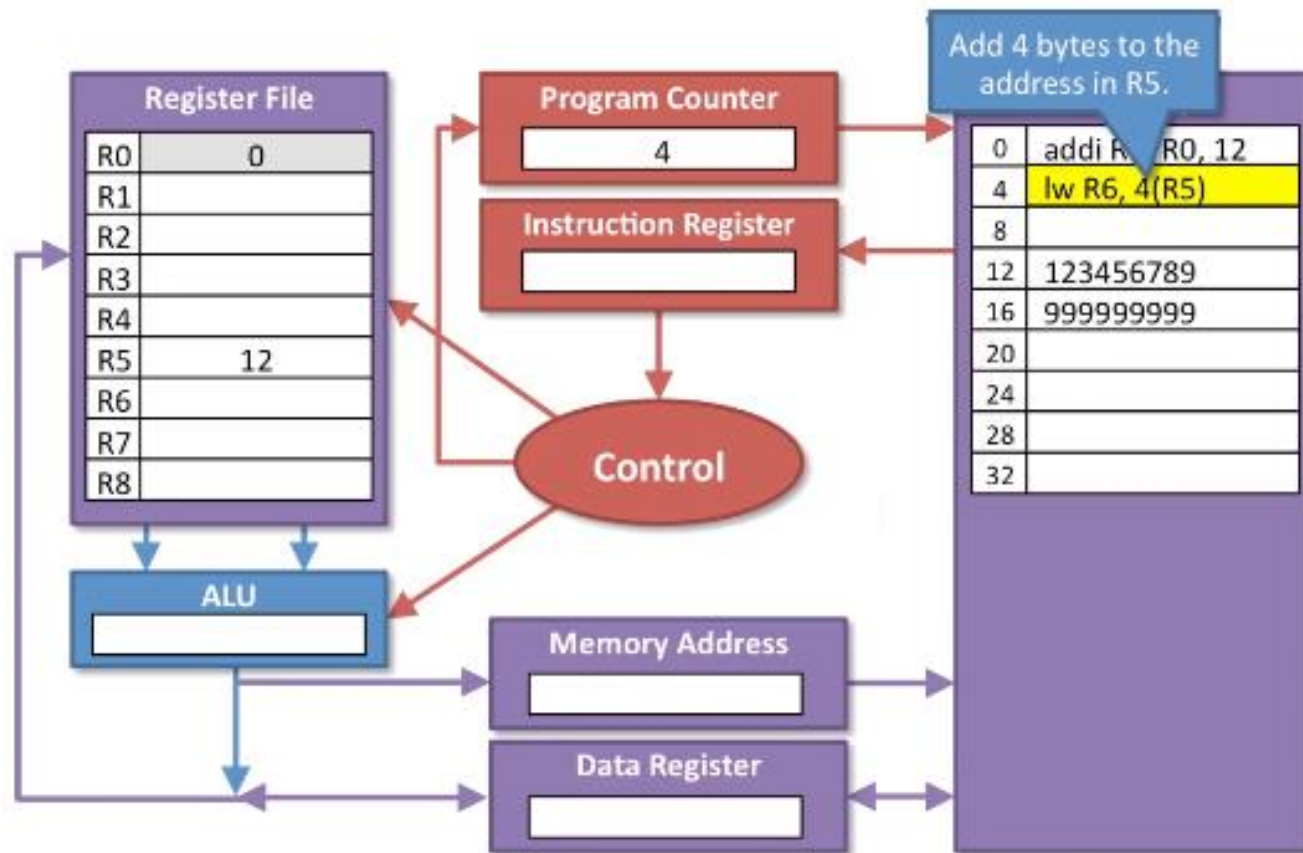 Add 4 bytes to the
address in R5.
Register File
R0 0
R1
R2
R3
R4
R5 12
R6
R7
R8
Program Counter
4
Instruction Register
Control
ALU
Memory Address
Data Register
0 addi R0, 12
4 lw R6, 4(R5)
8
12 123456789
16 999999999
20
24
28
32